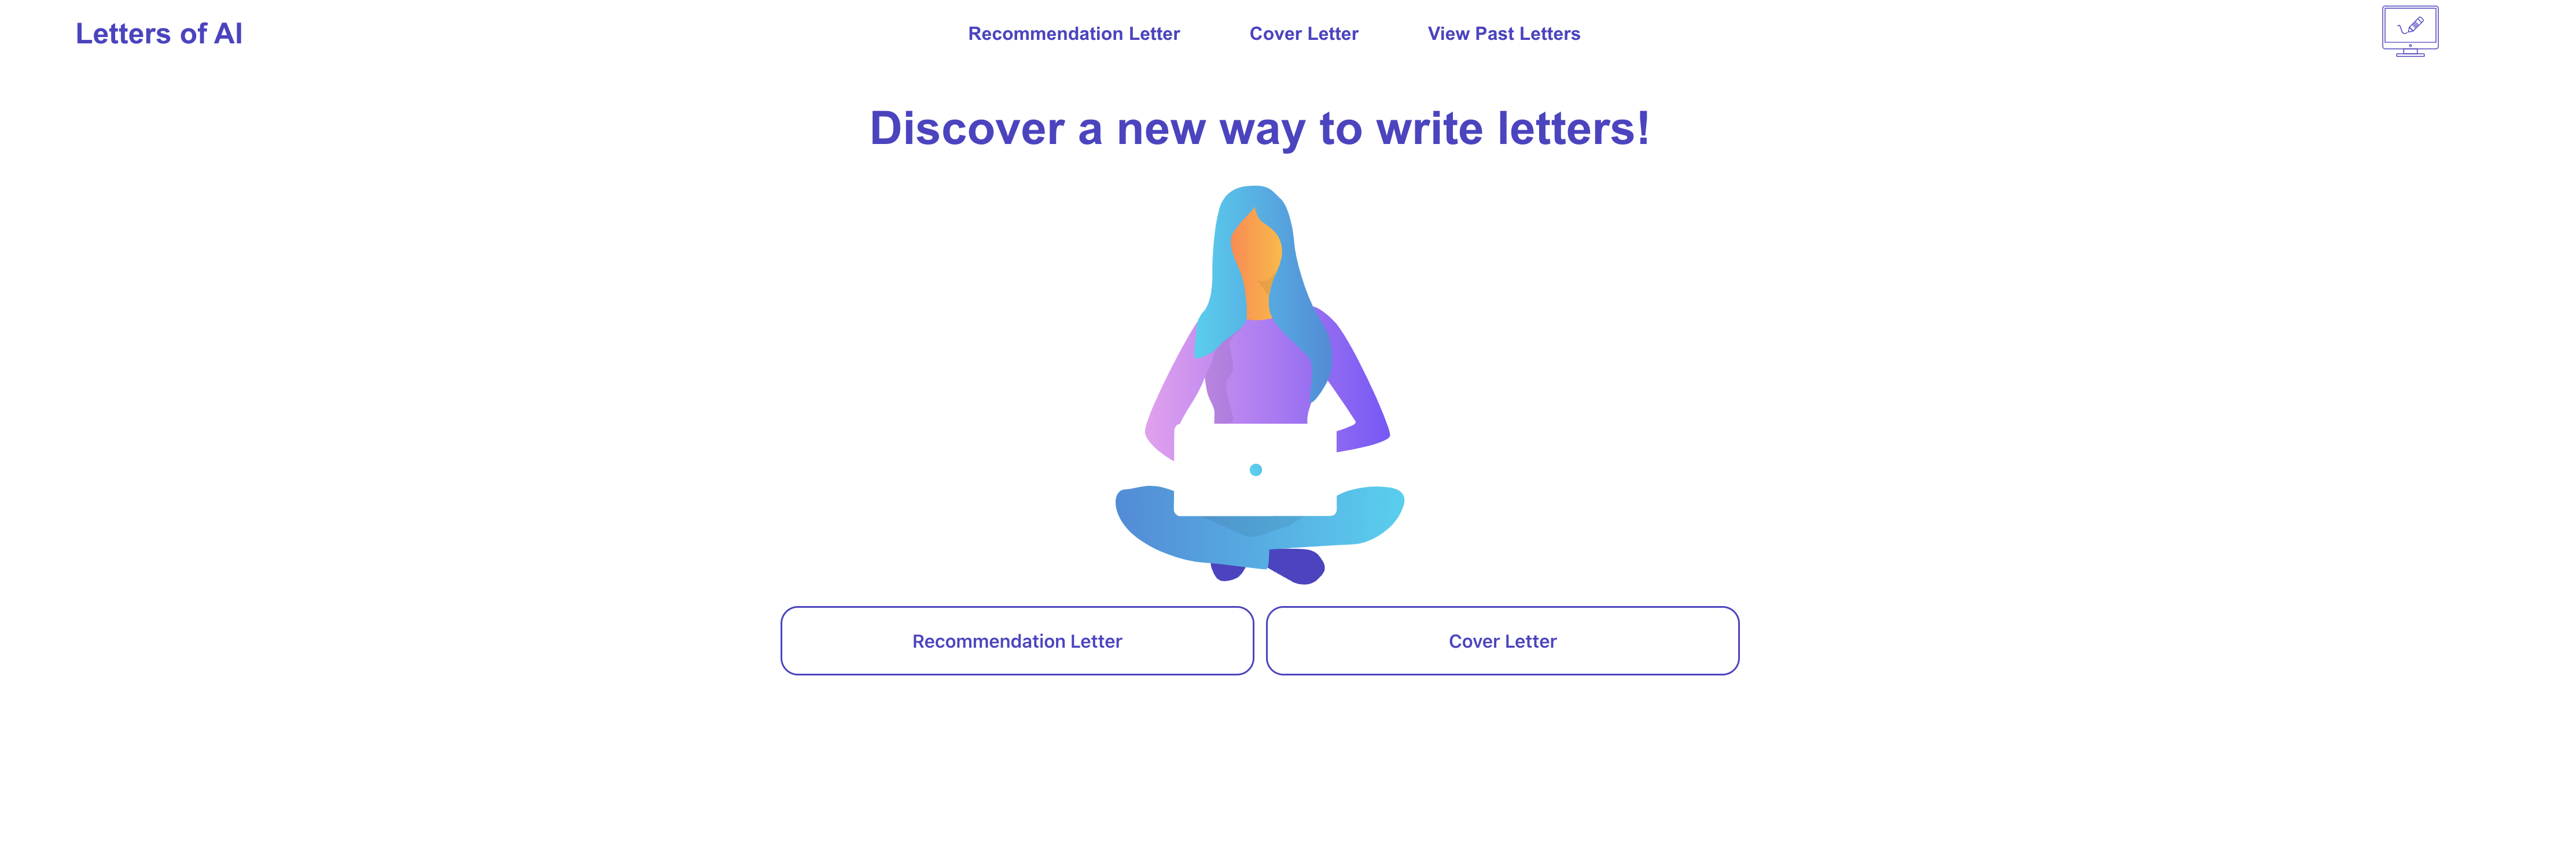 Letters of AI
Recommendation Letter
Cover Letter
View Past Letters
Discover a new way to write letters!
Recommendation Letter
Cover Letter